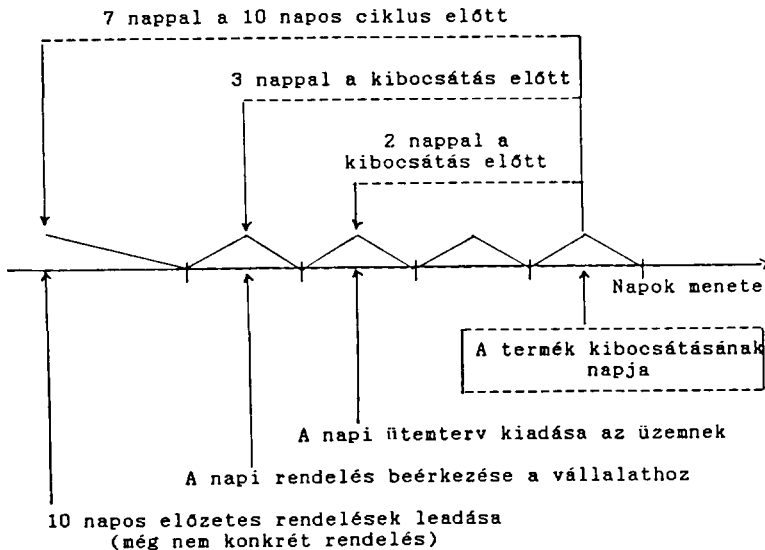 7 nappal a 10 napos ciklus előtt
3 nappal a kibocsátás előtt
2 nappal a
kibocsátás előtt
Napok menete
A termék kibocsátásának
napja
A napi ütemterv kiadása az üzemnek
A napi rendelés beérkezése a vállalathoz
10 napos előzetes rendelések leadása
(még nem konkrét rendelés)